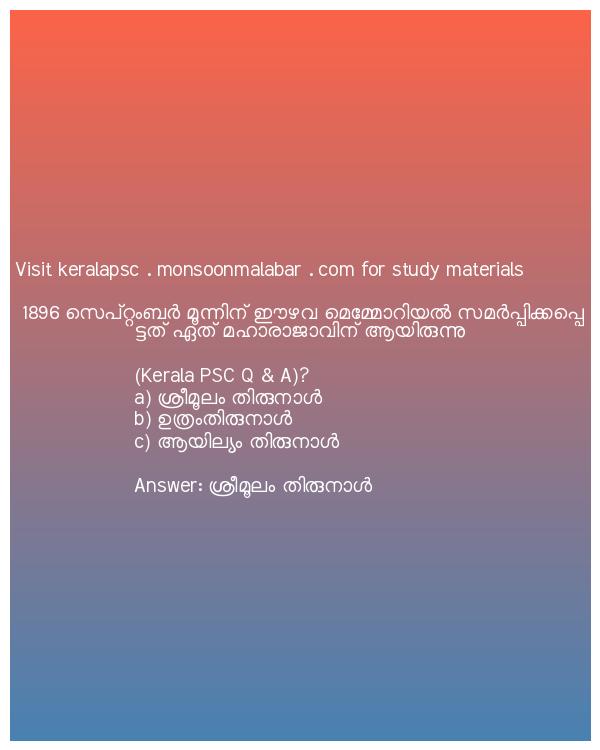 Visit keralapsc . monsoonmalabar . com for study materials
1896 സെപ്റ്റംബർ മൂന്നിന് ഈഴവ മെമ്മോറിയൽ സമർപ്പിക്കപ്പെ
ട്ടത് ഏത് മഹാരാജാവിന് ആയിരുന്നു
(Kerala PSC Q & A)?
a) ശ്രീമൂലം തിരുനാൾ
b) ഉത്രംതിരുനാൾ
c) ആയില്യം തിരുനാൾ
Answer: ശ്രീമൂലം തിരുനാൾ